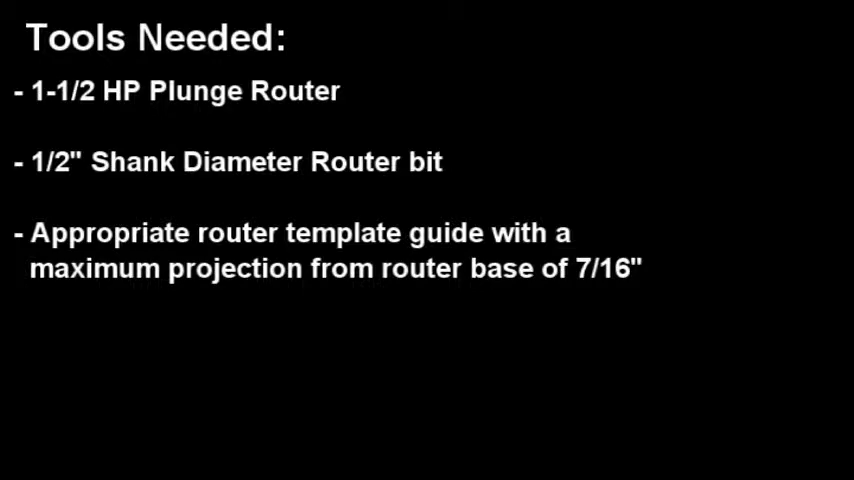 Tools Needed:
- 1-1/2 HP Plunge Router
- 1/2" Shank Diameter Router bit
- Appropriate router template guide with a
maximum projection from router base of 7/16"